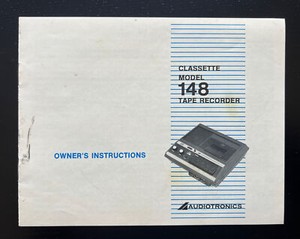 CLASSETTE
MODEL
148
TAPE RECORDER
OWNER'S INSTRUCTIONS
AUDIOTRONICS